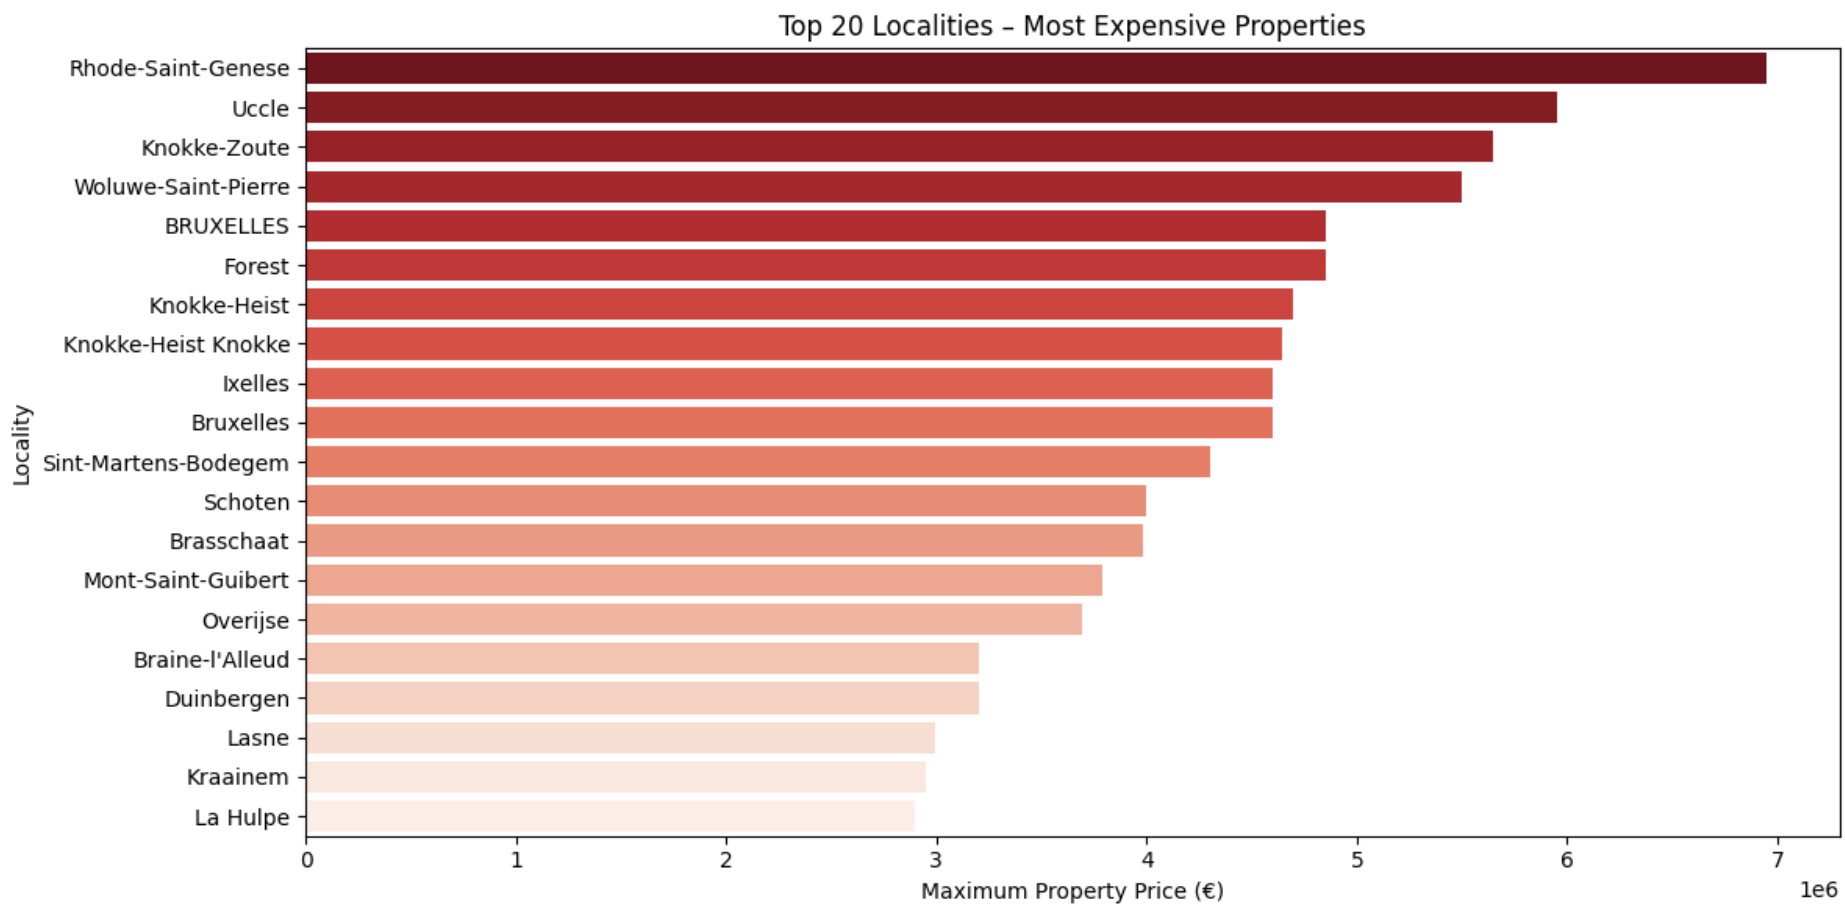 Top 20 Localities – Most Expensive Properties
Rhode-Saint-Genese
Uccle
Knokke-Zoute
Woluwe-Saint-Pierre
BRUXELLES
Forest
Knokke-Heist
Knokke-Heist Knokke
Ixelles
Bruxelles
Sint-Martens-Bodegem
Schoten
Brasschaat
Mont-Saint-Guibert
Overijse
Braine-l'Alleud
Duinbergen
Lasne
Kraainem
La Hulpe
Locality
0 1 2 3 4 5 6 7
Maximum Property Price (€)
1e6